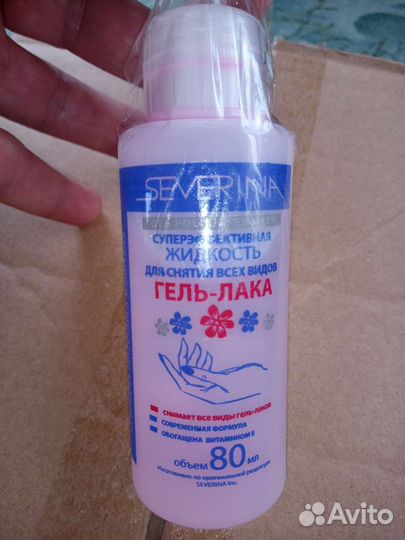 SEVERINA
СУПЕРЭФФЕКТИВНАЯ
ЖИДКОСТЬ
ДЛЯ СНЯТИЯ ВСЕХ ВИДОВ
ГЕЛЬ-ЛАКА
снимает все виды гель-лаков
СОВРЕМЕННАЯ ФОРМУЛА
ОБОГАЩЕНА ВИТАМИНОМ Е
объем 80 мл
Изготовлено по оригинальной рецептуре
SEVERINA Inc.
Avito